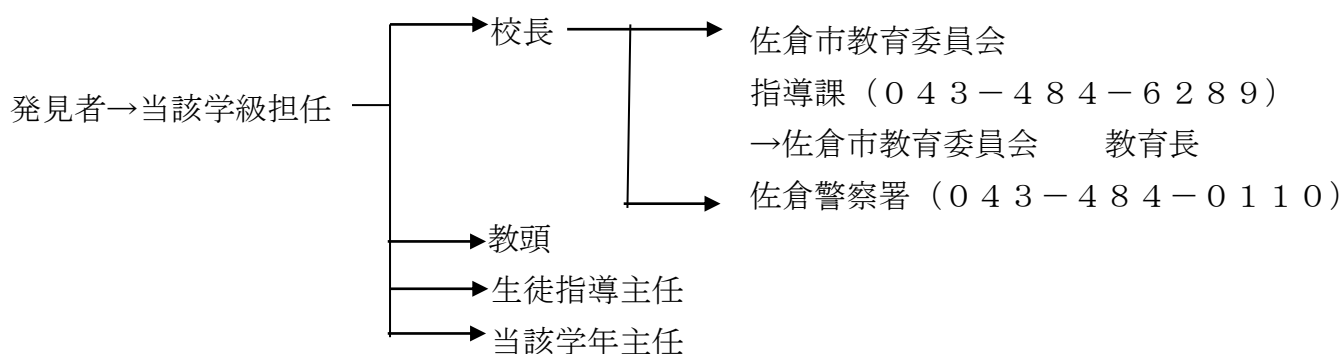 校長
佐倉市教育委員会
指導課（０４３－４８４－６２８９）
発見者→当該学級担任
→佐倉市教育委員会　　教育長
佐倉警察署（０４３－４８４－０１１０）
教頭
生徒指導主任
当該学年主任